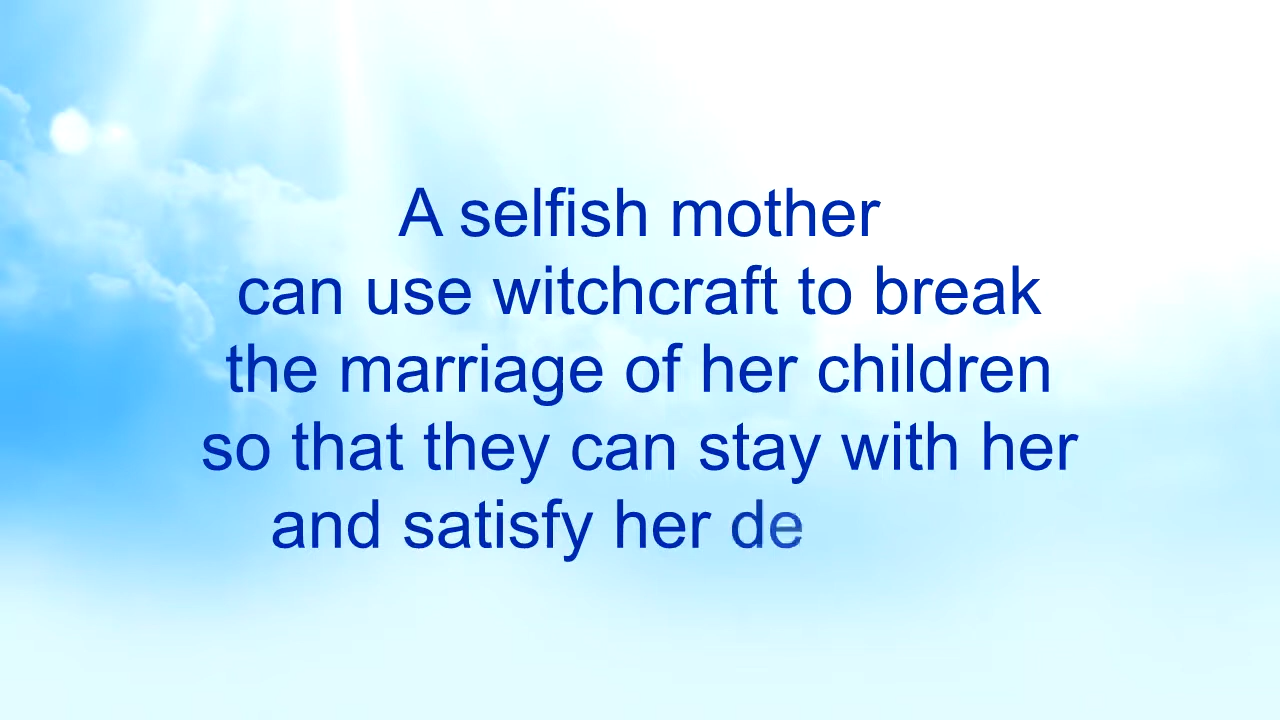 A selfish mother
can use witchcraft to break
the marriage of her children
so that they can stay with her
and satisfy her de